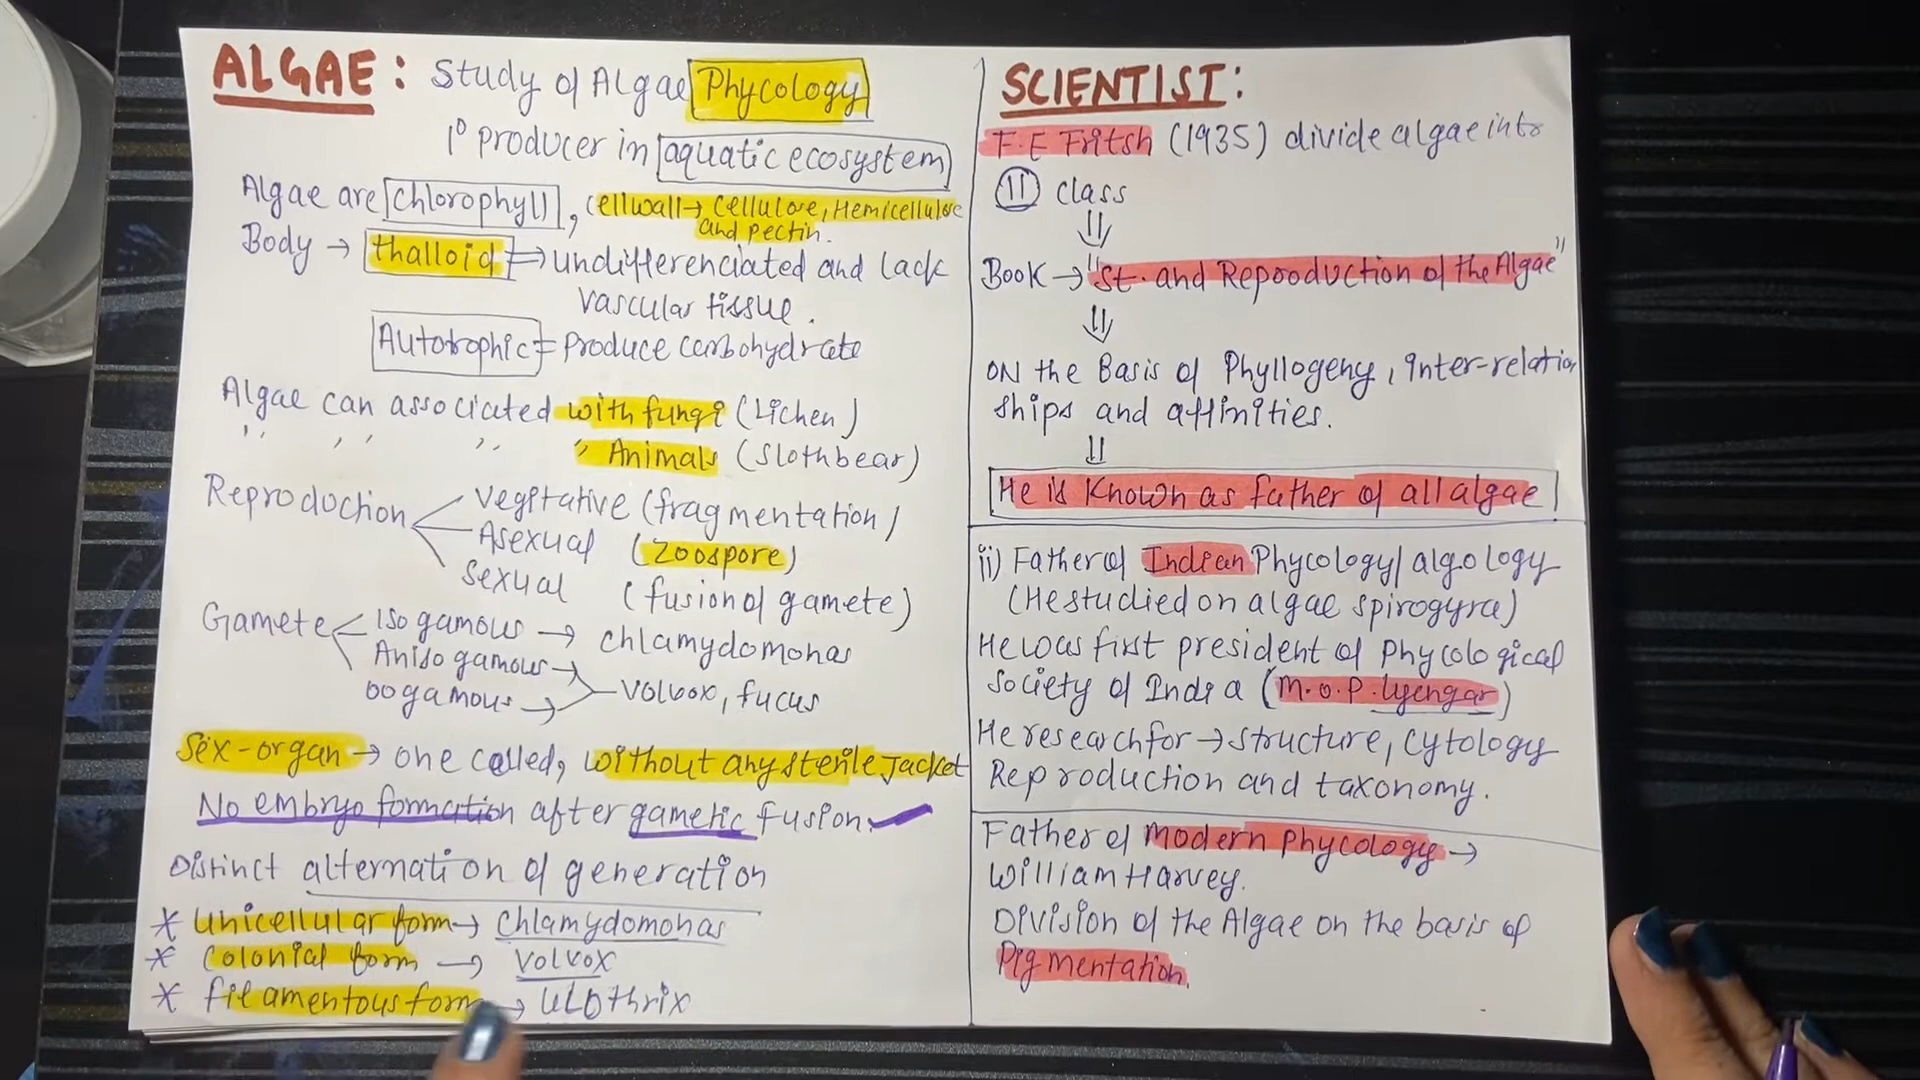 ALGAE: Study of Algae Phycology
1° producer in aquatic ecosystem
Algae are Chlorophyll, Cellwall → Cellulose, Hemicellulose
and pectin.
Body → thalloid ⇒ undifferenciated and lack
vascular tissue.
Autotrophic = Produce carbohydrate
Algae can associated with fungi (Lichen)
" " " " Animals (Slothbear)
Reproduction
Vegitative (fragmentation)
Asexual (Zoospore)
Sexual (fusion of gamete)
Gamete
Iso gamous → Chlamydomonas
Aniso gamous →
oo gamous → Volvox, fucus
Sex-organ → one celled, without any sterile Jacket
No embryo formation after gametic fusion.
Distinct alternation of generation
* Unicellular form → Chlamydomonas
* Colonial form → Volvox
* filamentous form → ULOthrix
SCIENTIST:
F.E Fritsh (1935) divide algae into
11 class
⇓
Book → "St. and Reprooduction of the Algae"
⇓
ON the Basis of Phyllogeny, inter-relation
ships and affinities.
⇓
He is Known as father of all algae
ii) Father of Indian Phycology/algology
(He studied on algae spirogyra)
He was first president of Phycological
Society of India (M.O.P. Iyengar)
He research for → structure, Cytology
Reproduction and taxonomy.
Father of Modern Phycology →
William Harvey.
Division of the Algae on the basis of
Pigmentation.